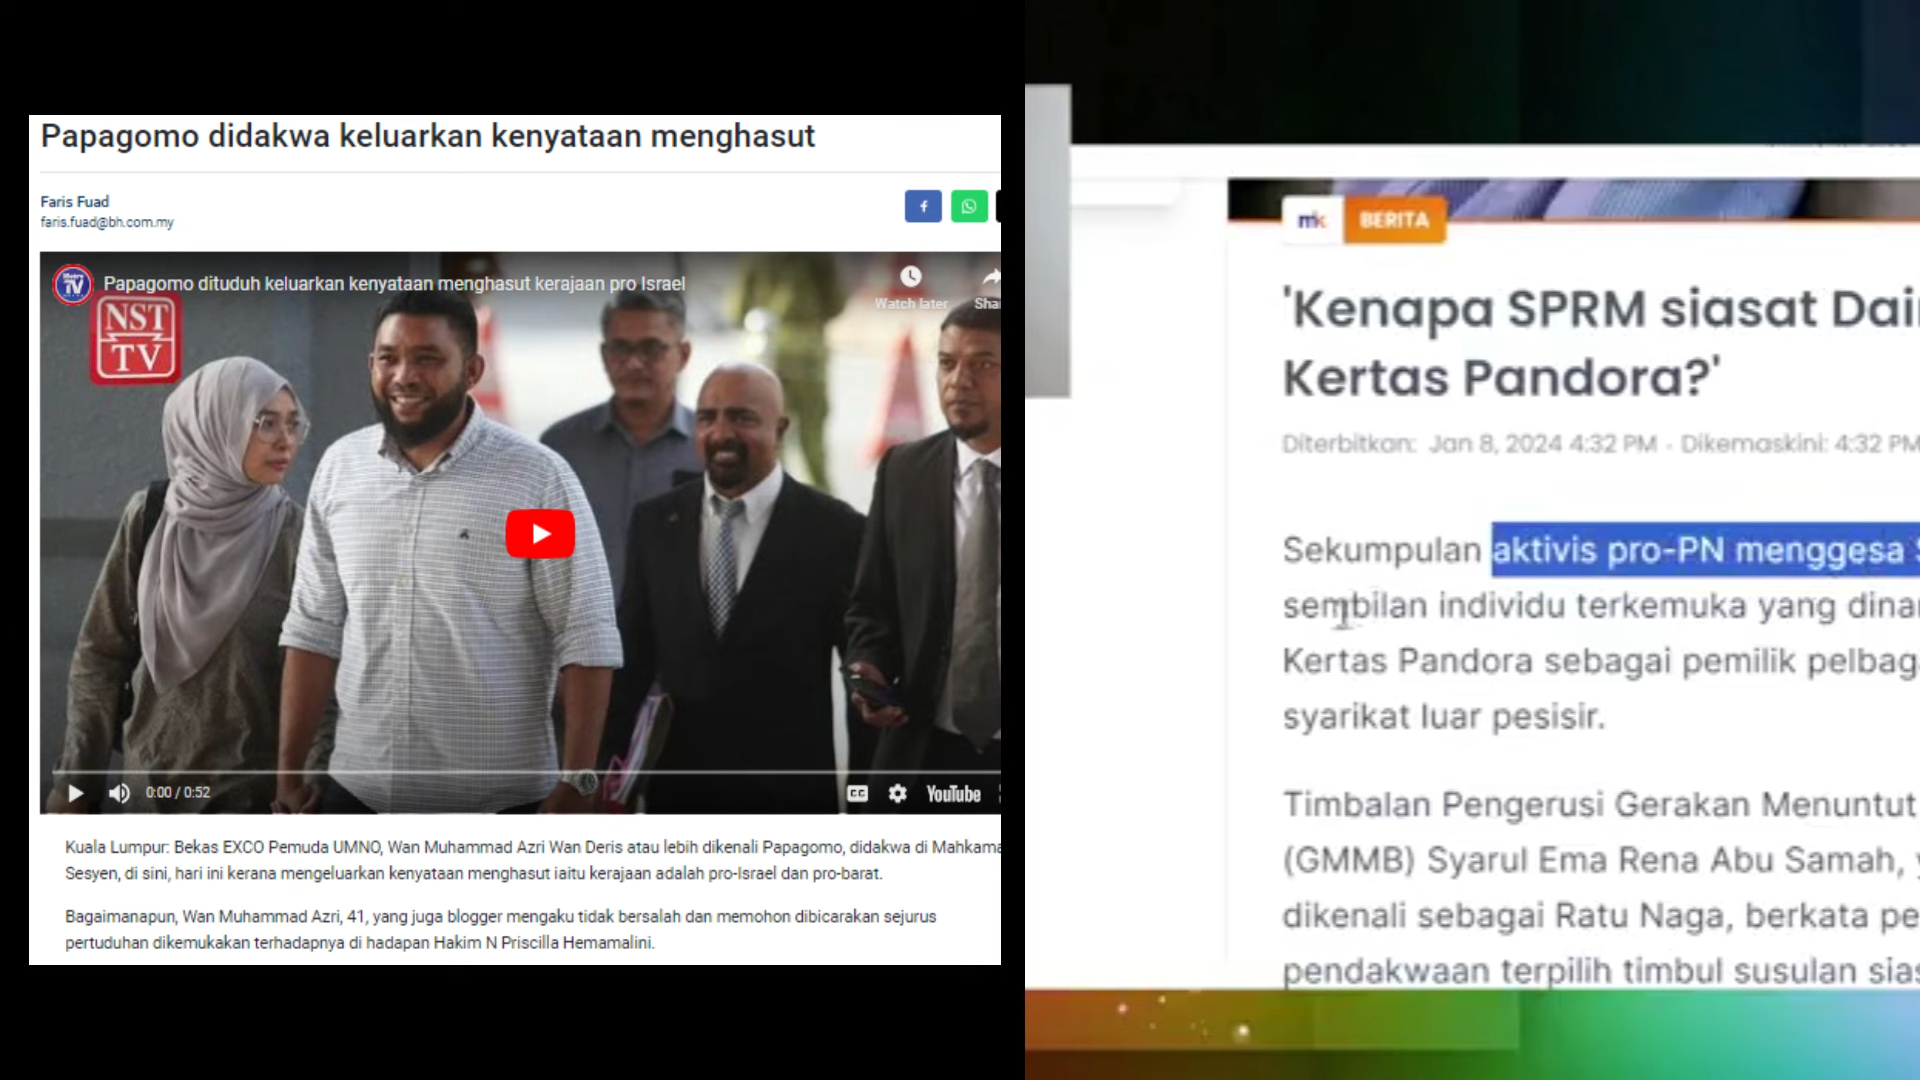 Papagomo didakwa keluarkan kenyataan menghasut
Faris Fuad
faris.fuad@bh.com.my
Papagomo dituduh keluarkan kenyataan menghasut kerajaan pro Israel
Watch later
NST
TV
0:00 / 0:52
CC
YouTube
Kuala Lumpur: Bekas EXCO Pemuda UMNO, Wan Muhammad Azri Wan Deris atau lebih dikenali Papagomo, didakwa di
Sesyen, di sini, hari ini kerana mengeluarkan kenyataan menghasut iaitu kerajaan adalah pro-Israel dan pro-barat.
Bagaimanapun, Wan Muhammad Azri, 41, yang juga blogger mengaku tidak bersalah dan memohon dibicarakan sejurus
pertuduhan dikemukakan terhadapnya di hadapan Hakim N Priscilla Hemamalini.
mk BERITA
'Kenapa SPRM siasat
Kertas Pandora?'
Diterbitkan: Jan 8, 2024 4:32 PM - Dikemaskini: 4:32 PM
Sekumpulan aktivis pro-PN menggesa
sembilan individu terkemuka yang
Kertas Pandora sebagai pemilik
syarikat luar pesisir.
Timbalan Pengerusi Gerakan Menuntut
(GMMB) Syarul Ema Rena Abu Samah,
dikenali sebagai Ratu Naga, berkata
pendakwaan terpilih timbul susulan